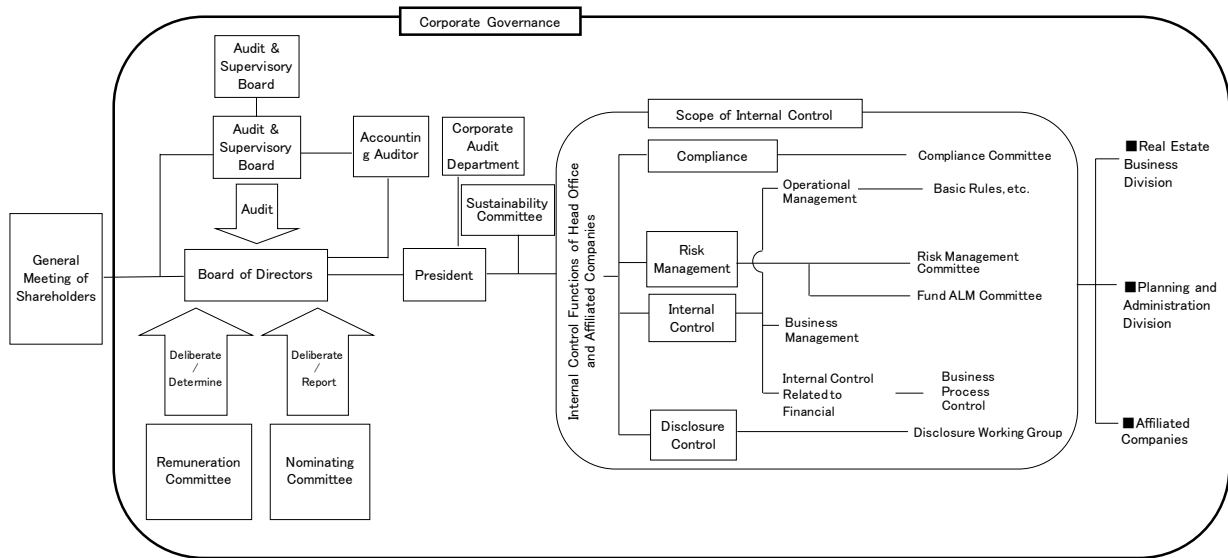 Corporate Governance
Audit &
Supervisory
Board
Audit &
Supervisory
Board
Accountin
g Auditor
Corporate
Audit
Department
Sustainability
Committee
Audit
General
Meeting of
Shareholders
Board of Directors
President
Deliberate
/
Determine
Deliberate
/
Report
Remuneration
Committee
Nominating
Committee
Internal Control Functions of Head Office
and Affiliated Companies
Scope of Internal Control
Compliance
Compliance Committee
Operational
Management
Basic Rules, etc.
Risk
Management
Risk Management
Committee
Fund ALM Committee
Internal
Control
Business
Management
Internal Control
Related to
Financial
Business
Process
Control
Disclosure
Control
Disclosure Working Group
■Real Estate
Business
Division
■Planning and
Administration
Division
■Affiliated
Companies